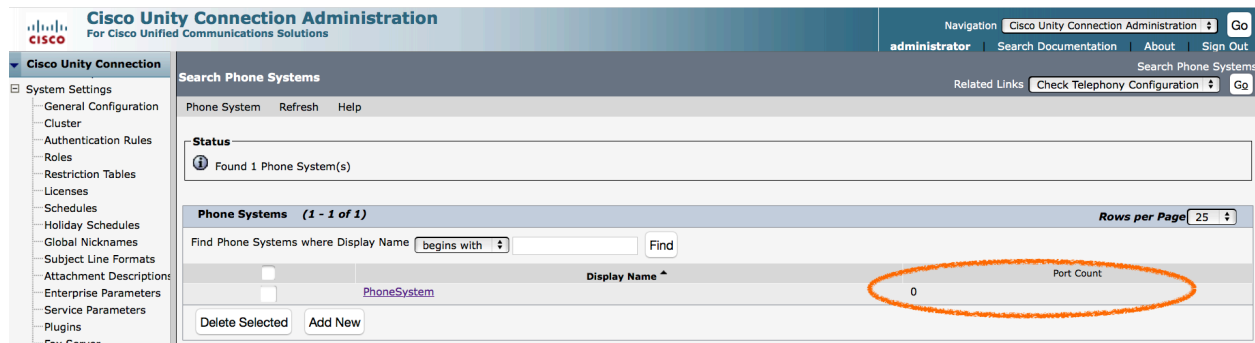 Cisco Unity Connection Administration
For Cisco Unified Communications Solutions
CISCO
Navigation Cisco Unity Connection Administration Go
administrator Search Documentation About Sign Out
Cisco Unity Connection
System Settings
General Configuration
Cluster
Authentication Rules
Roles
Restriction Tables
Licenses
Schedules
Holiday Schedules
Global Nicknames
Subject Line Formats
Attachment Descriptions
Enterprise Parameters
Service Parameters
Plugins
Fax Server
Search Phone Systems
Search Phone Systems
Related Links Check Telephony Configuration Go
Phone System Refresh Help
Status
Found 1 Phone System(s)
Phone Systems (1 - 1 of 1)
Rows per Page 25
Find Phone Systems where Display Name begins with Find
Display Name Port Count
PhoneSystem 0
Delete Selected Add New